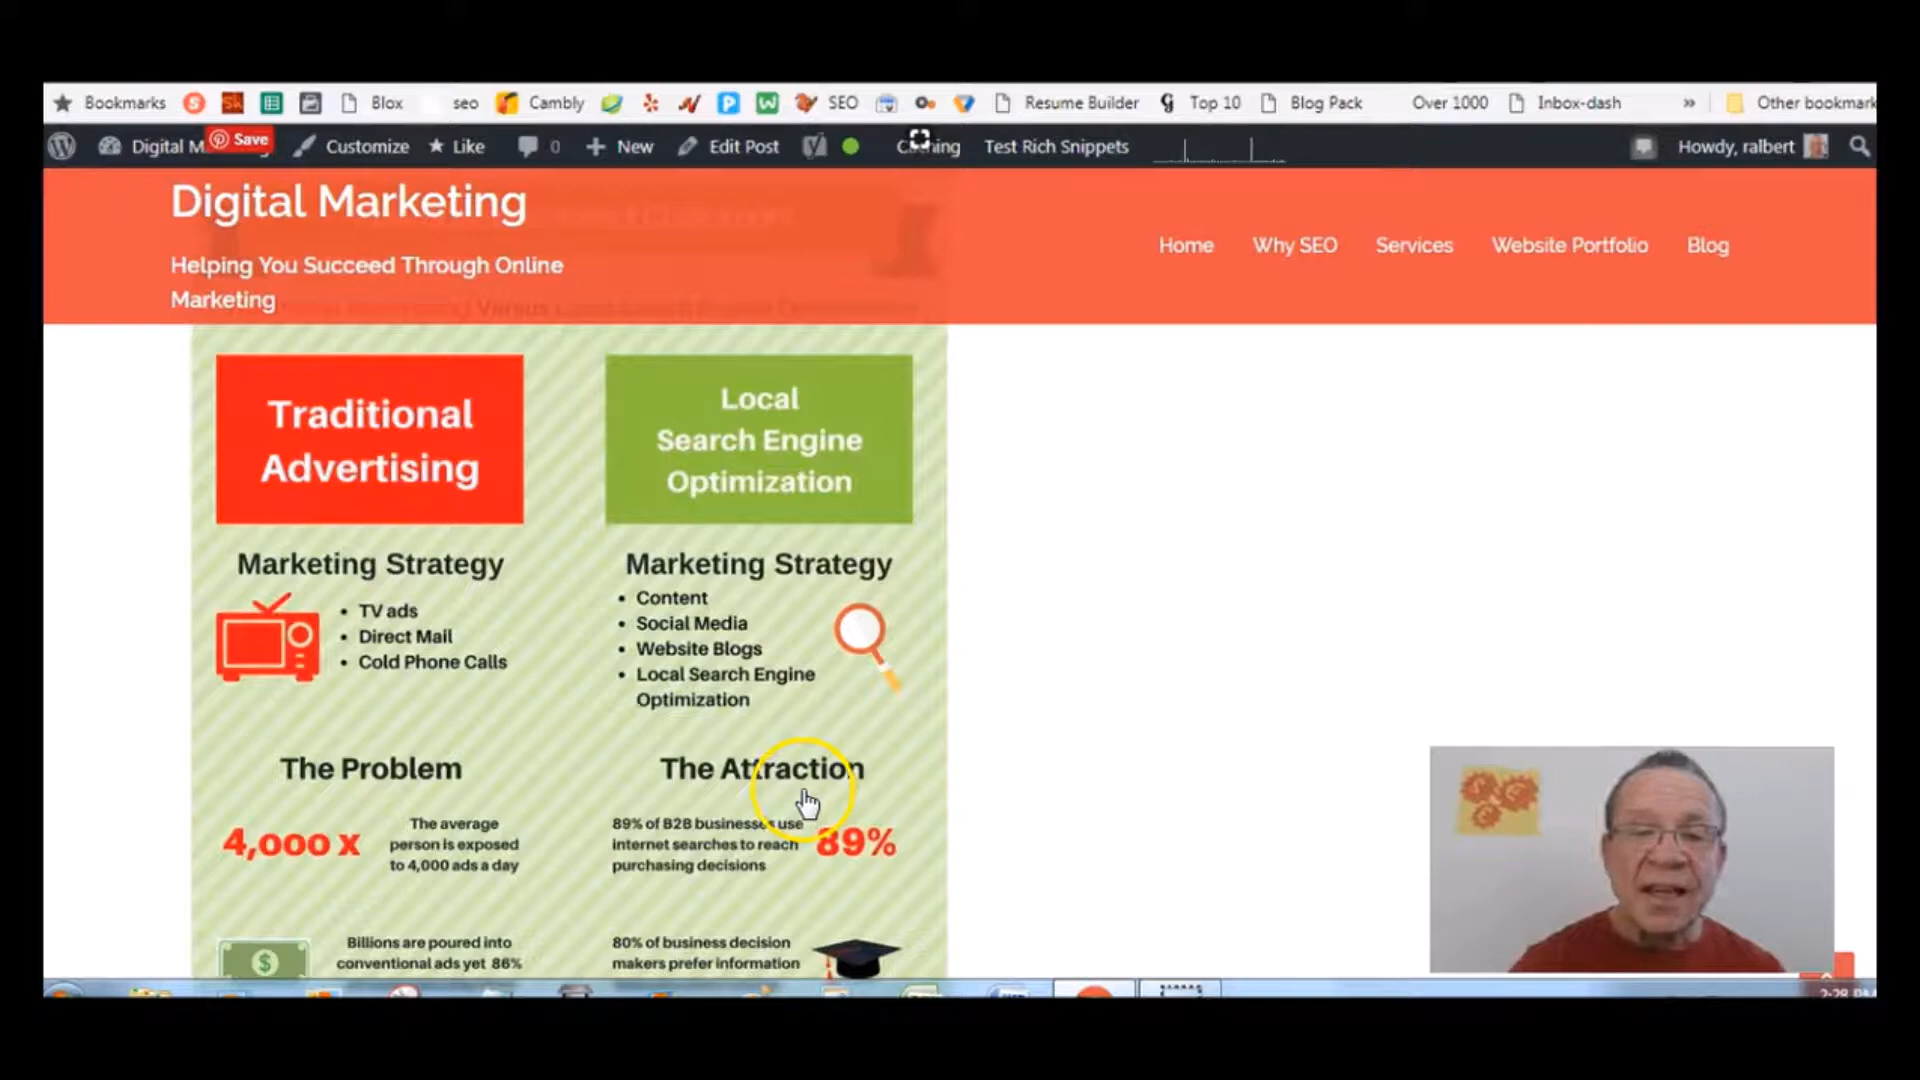 Bookmarks Blox seo Cambly SEO Resume Builder Top 10 Blog Pack Over 1000 Inbox-dash » Other bookmark
Digital M Save Customize Like 0 New Edit Post Test Rich Snippets Howdy, ralbert
Digital Marketing
Helping You Succeed Through Online
Marketing
Home Why SEO Services Website Portfolio Blog
Traditional
Advertising
Local
Search Engine
Optimization
Marketing Strategy
• TV ads
• Direct Mail
• Cold Phone Calls
Marketing Strategy
• Content
• Social Media
• Website Blogs
• Local Search Engine
Optimization
The Problem
The Attraction
4,000 x
The average
person is exposed
to 4,000 ads a day
89% of B2B businesses use
internet searches to reach
purchasing decisions
89%
Billions are poured into
conventional ads yet 86%
80% of business decision
makers prefer information